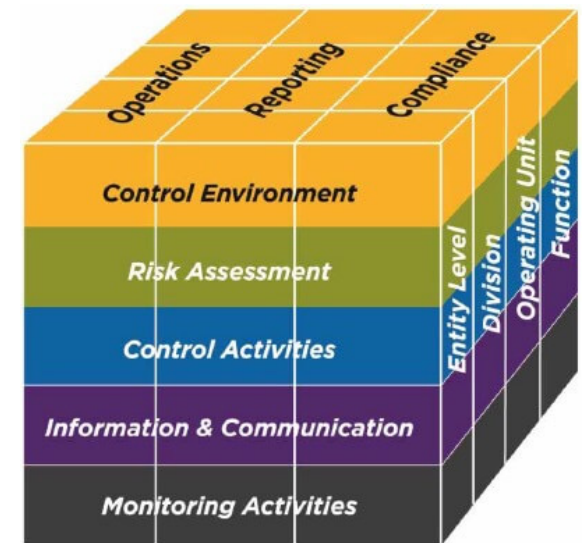 Operations
Reporting
Compliance
Control Environment
Risk Assessment
Control Activities
Information & Communication
Monitoring Activities
Entity Level
Division
Operating Unit
Function